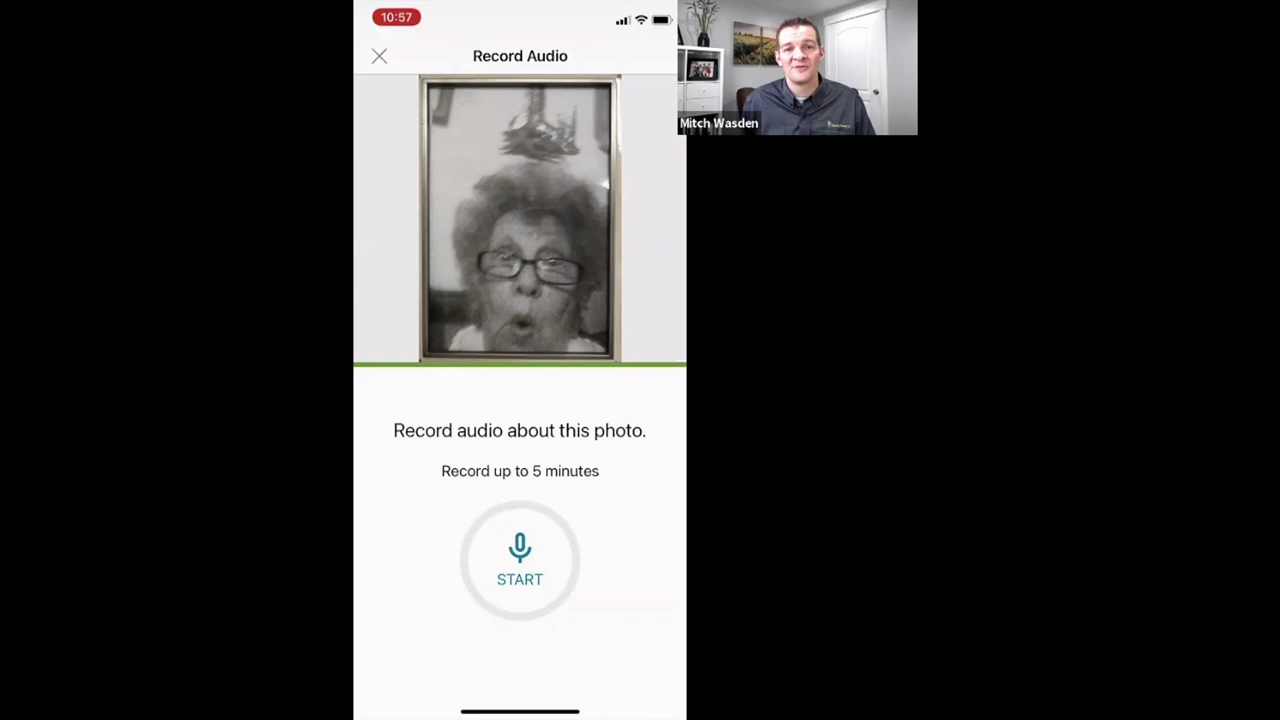 10:57
Record Audio
Mitch Wasden
Record audio about this photo.
Record up to 5 minutes
START